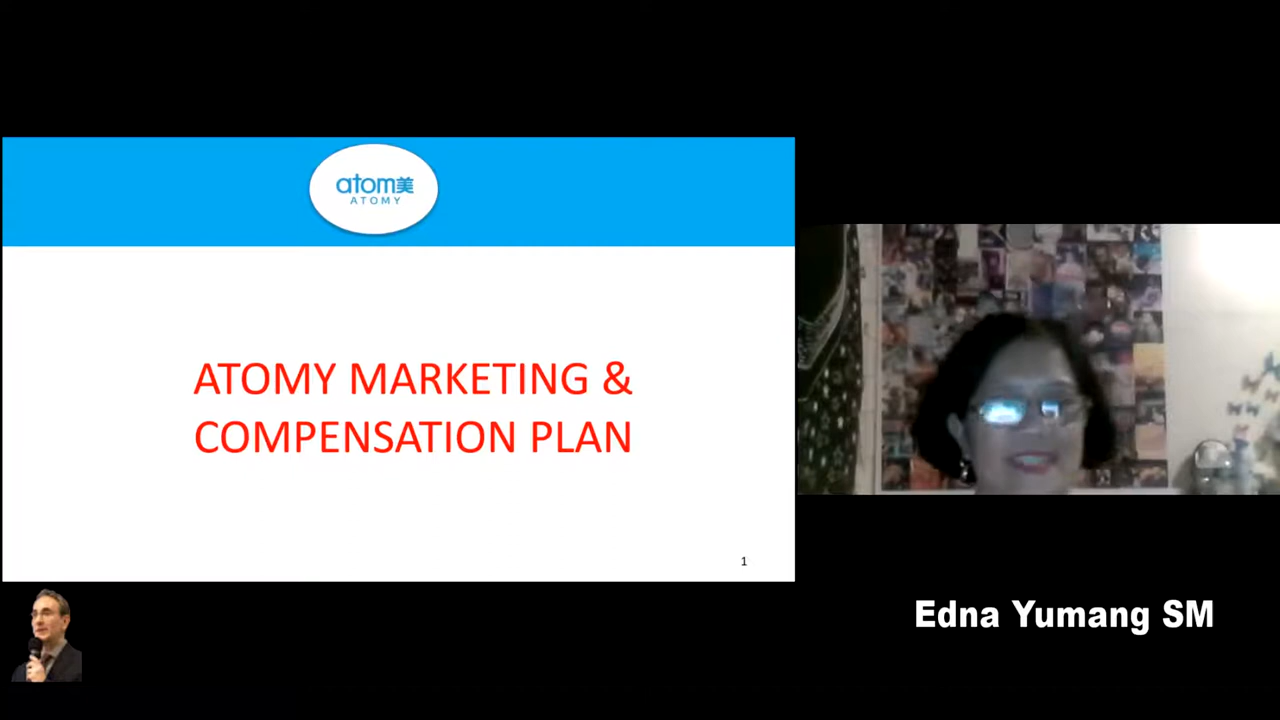 atom美
ATOMY
ATOMY MARKETING &
COMPENSATION PLAN
1
Edna Yumang SM